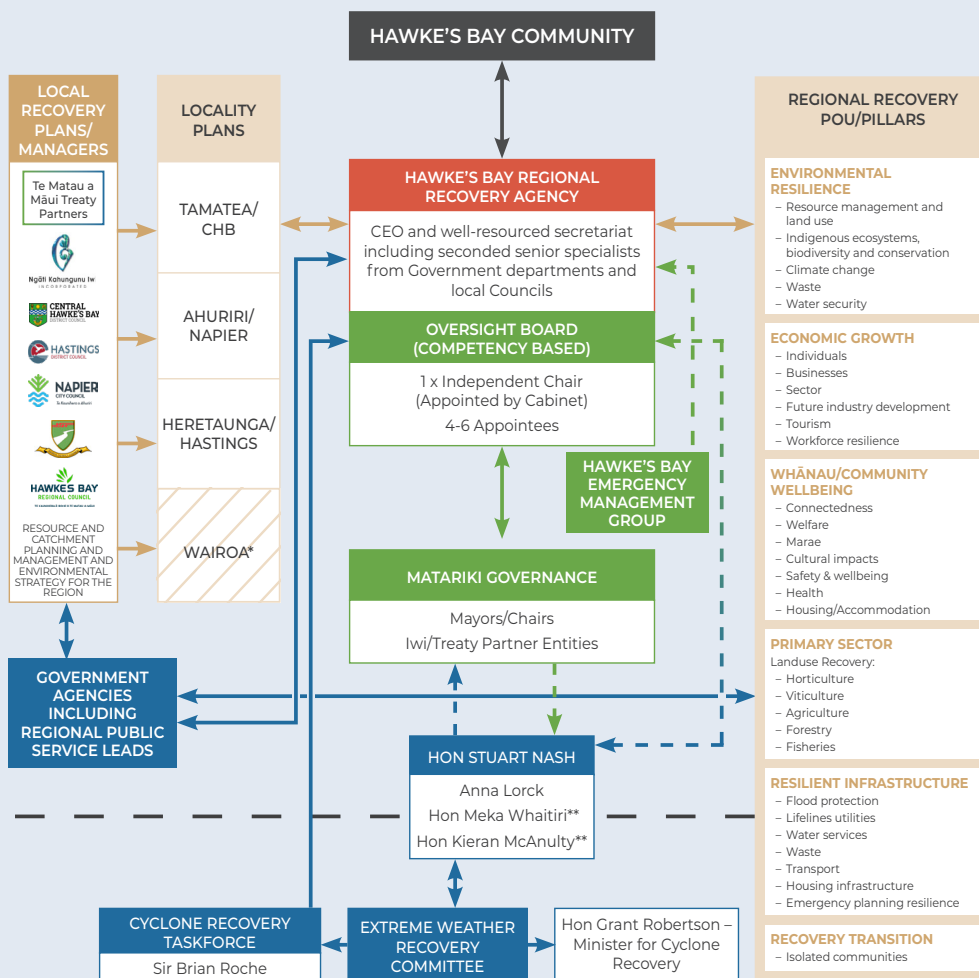 HAWKE'S BAY COMMUNITY
LOCAL
RECOVERY
PLANS/
MANAGERS
Te Matau a
Māui Treaty
Partners
Ngāti Kahungunu Iwi
INCORPORATED
CENTRAL
HAWKE'S BAY
DISTRICT COUNCIL
HASTINGS
DISTRICT COUNCIL
NAPIER
CITY COUNCIL
HAWKE'S BAY
REGIONAL COUNCIL
RESOURCE AND
CATCHMENT
PLANNING AND
MANAGEMENT AND
ENVIRONMENTAL
STRATEGY FOR THE
REGION
LOCALITY
PLANS
TAMATEA/
CHB
AHURIRI/
NAPIER
HERETAUNGA/
HASTINGS
WAIROA*
HAWKE'S BAY REGIONAL
RECOVERY AGENCY
CEO and well-resourced secretariat
including seconded senior specialists
from Government departments and
local Councils
OVERSIGHT BOARD
(COMPETENCY BASED)
1 x Independent Chair
(Appointed by Cabinet)
4-6 Appointees
HAWKE'S BAY
EMERGENCY
MANAGEMENT
GROUP
MATARIKI GOVERNANCE
Mayors/Chairs
Iwi/Treaty Partner Entities
GOVERNMENT
AGENCIES
INCLUDING
REGIONAL PUBLIC
SERVICE LEADS
HON STUART NASH
Anna Lorck
Hon Meka Whaitiri**
Hon Kieran McAnulty**
CYCLONE RECOVERY
TASKFORCE
Sir Brian Roche
EXTREME WEATHER
RECOVERY
COMMITTEE
Hon Grant Robertson –
Minister for Cyclone
Recovery
REGIONAL RECOVERY
POU/PILLARS
ENVIRONMENTAL
RESILIENCE
– Resource management and
land use
– Indigenous ecosystems,
biodiversity and conservation
– Climate change
– Waste
– Water security
ECONOMIC GROWTH
– Individuals
– Businesses
– Sector
– Future industry development
– Tourism
– Workforce resilience
WHĀNAU/COMMUNITY
WELLBEING
– Connectedness
– Welfare
– Marae
– Cultural impacts
– Safety & wellbeing
– Health
– Housing/Accommodation
PRIMARY SECTOR
Landuse Recovery:
– Horticulture
– Viticulture
– Agriculture
– Forestry
– Fisheries
RESILIENT INFRASTRUCTURE
– Flood protection
– Lifelines utilities
– Water services
– Waste
– Transport
– Housing infrastructure
– Emergency planning resilience
RECOVERY TRANSITION
– Isolated communities